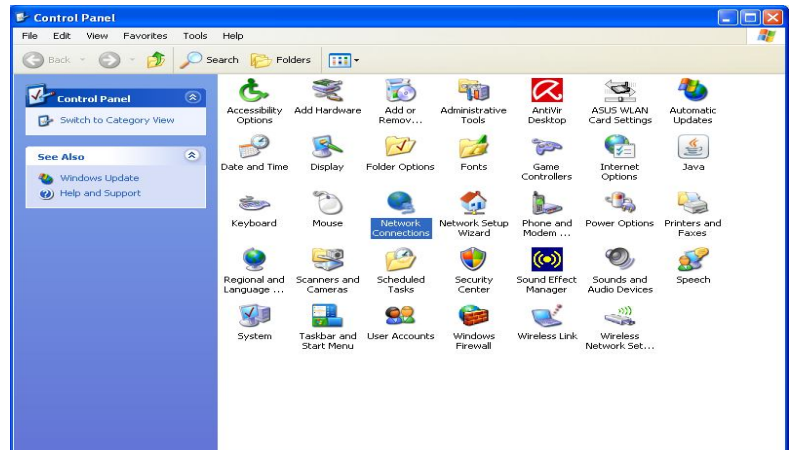 Control Panel
File Edit View Favorites Tools Help
Back Search Folders
Control Panel
Switch to Category View
See Also
Windows Update
Help and Support
Accessibility Options
Add Hardware
Add or Remov...
Administrative Tools
AntiVir Desktop
ASUS WLAN Card Settings
Automatic Updates
Date and Time
Display
Folder Options
Fonts
Game Controllers
Internet Options
Java
Keyboard
Mouse
Network Connections
Network Setup Wizard
Phone and Modem ...
Power Options
Printers and Faxes
Regional and Language ...
Scanners and Cameras
Scheduled Tasks
Security Center
Sound Effect Manager
Sounds and Audio Devices
Speech
System
Taskbar and Start Menu
User Accounts
Windows Firewall
Wireless Link
Wireless Network Set...